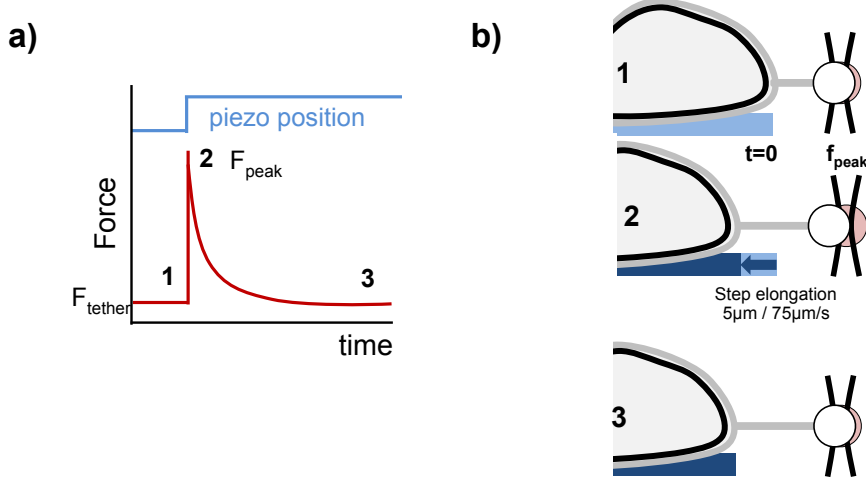 a)
piezo position
2 F_peak
Force
1
3
F_tether
time
b)
1
t=0 f_peak
2
Step elongation
5µm / 75µm/s
3